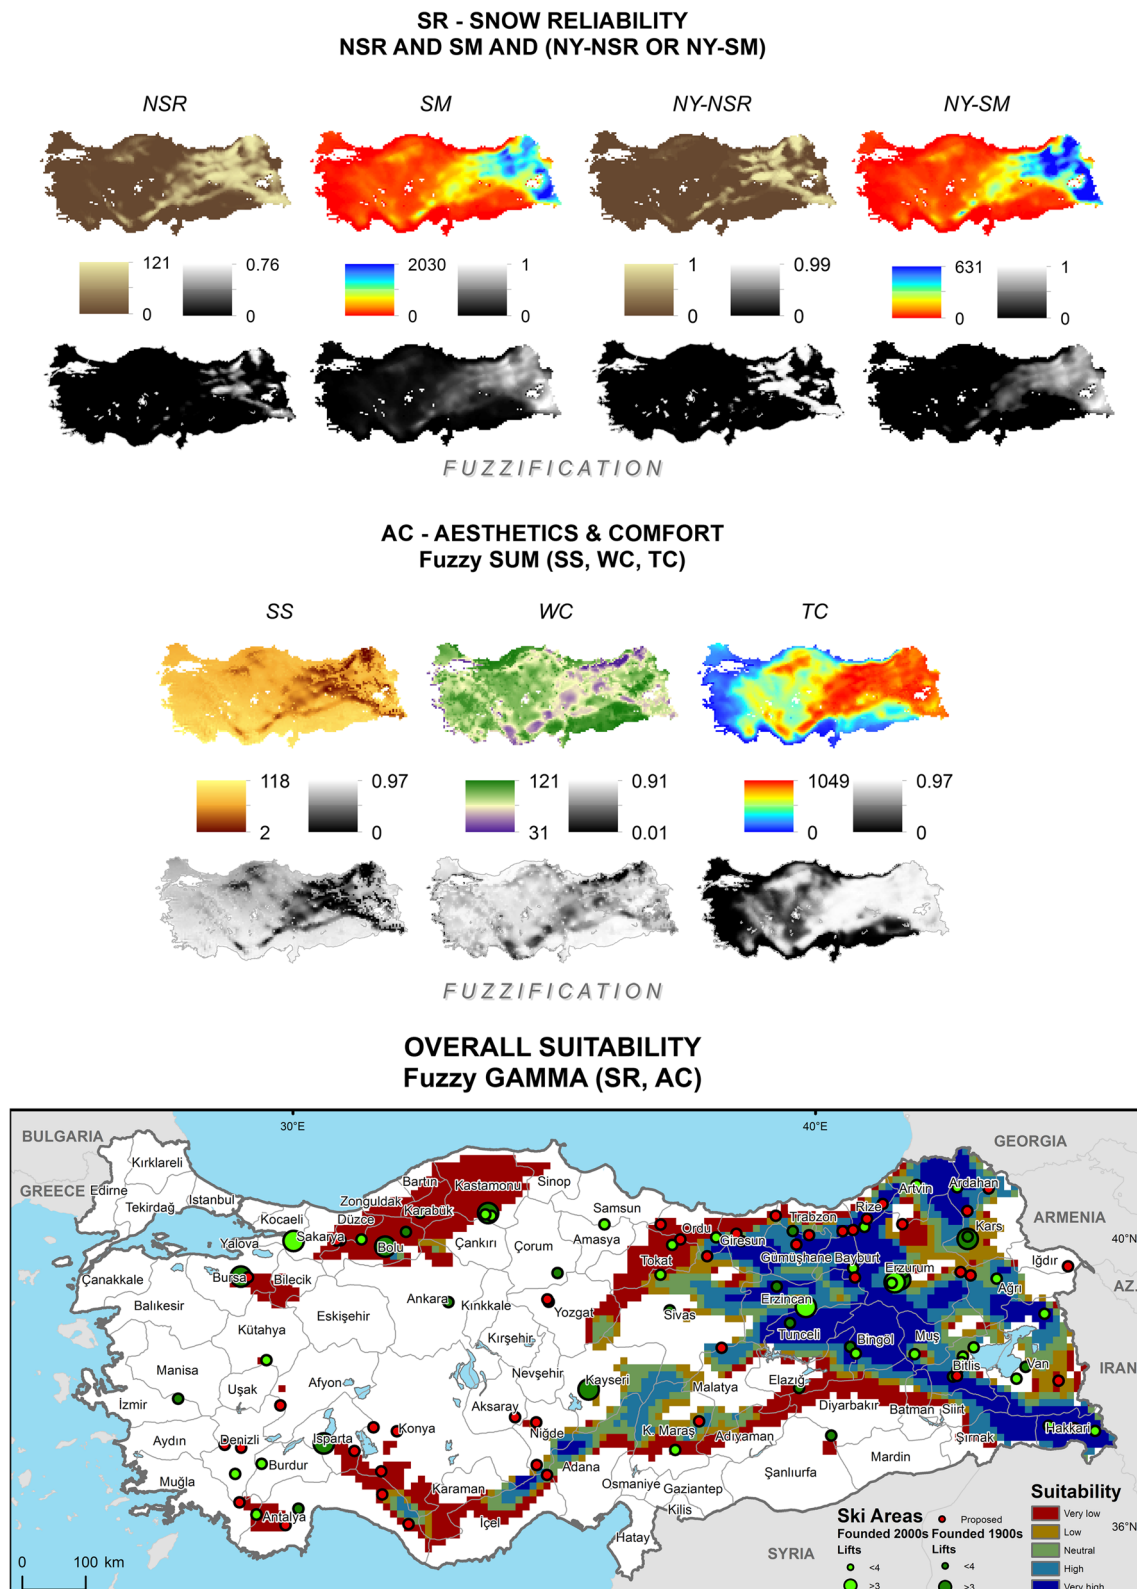 SR - SNOW RELIABILITY
NSR AND SM AND (NY-NSR OR NY-SM)
NSR SM NY-NSR NY-SM
121 0.76 2030 1 1 0.99 631 1
0 0 0 0 0 0 0 0
FUZZIFICATION
AC - AESTHETICS & COMFORT
Fuzzy SUM (SS, WC, TC)
SS WC TC
118 0.97 121 0.91 1049 0.97
2 0 31 0.01 0 0
FUZZIFICATION
OVERALL SUITABILITY
Fuzzy GAMMA (SR, AC)
30°E 40°E
BULGARIA
GEORGIA
Kırklareli
GREECE
Edirne
Tekirdağ
Istanbul
Kocaeli
Yalova
Sakarya
Düzce
Zonguldak
Bartın
Karabük
Kastamonu
Sinop
Samsun
Bolu
Çankırı
Çorum
Amasya
Tokat
Ordu
Giresun
Trabzon
Rize
Artvin
Ardahan
Kars
ARMENIA
40°N
Iğdır
AZ.
Gümüşhane
Bayburt
Erzurum
Ağrı
Çanakkale
Bursa
Bilecik
Balıkesir
Eskişehir
Ankara
Kırıkkale
Yozgat
Sivas
Erzincan
Tunceli
Bingöl
Muş
Bitlis
Van
IRAN
Kütahya
Kırşehir
Nevşehir
Kayseri
Malatya
Elazığ
Manisa
Uşak
Afyon
İzmir
Aksaray
Konya
Niğde
Diyarbakır
Batman
Siirt
Şırnak
Hakkari
Aydın
Denizli
Isparta
Burdur
K. Maraş
Adıyaman
Mardin
Muğla
Antalya
Karaman
İçel
Adana
Osmaniye
Gaziantep
Şanlıurfa
Kilis
Hatay
SYRIA
36°N
0 100 km
Ski Areas
Proposed
Founded 2000s Founded 1900s
Lifts Lifts
<4 <4
>3 >3
Suitability
Very low
Low
Neutral
High
Very high